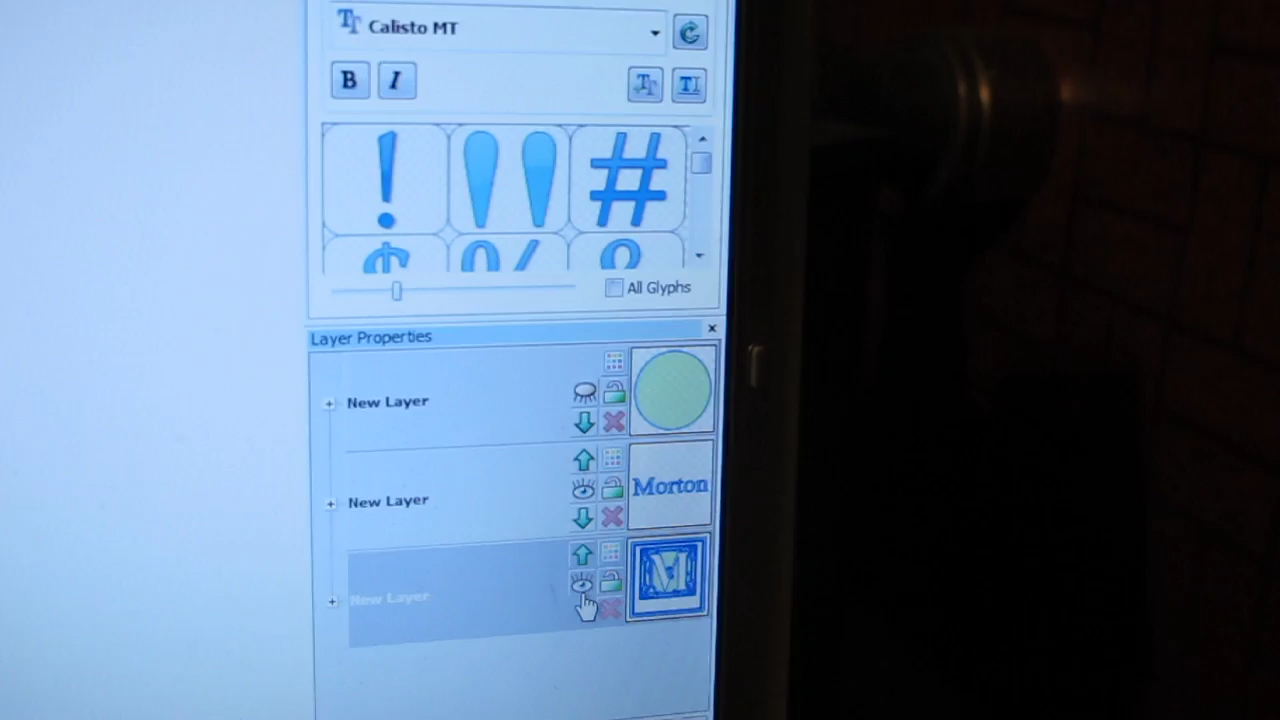 Calisto MT
B I
! " #
$ % &
All Glyphs
Layer Properties
New Layer
New Layer
Morton
New Layer
M